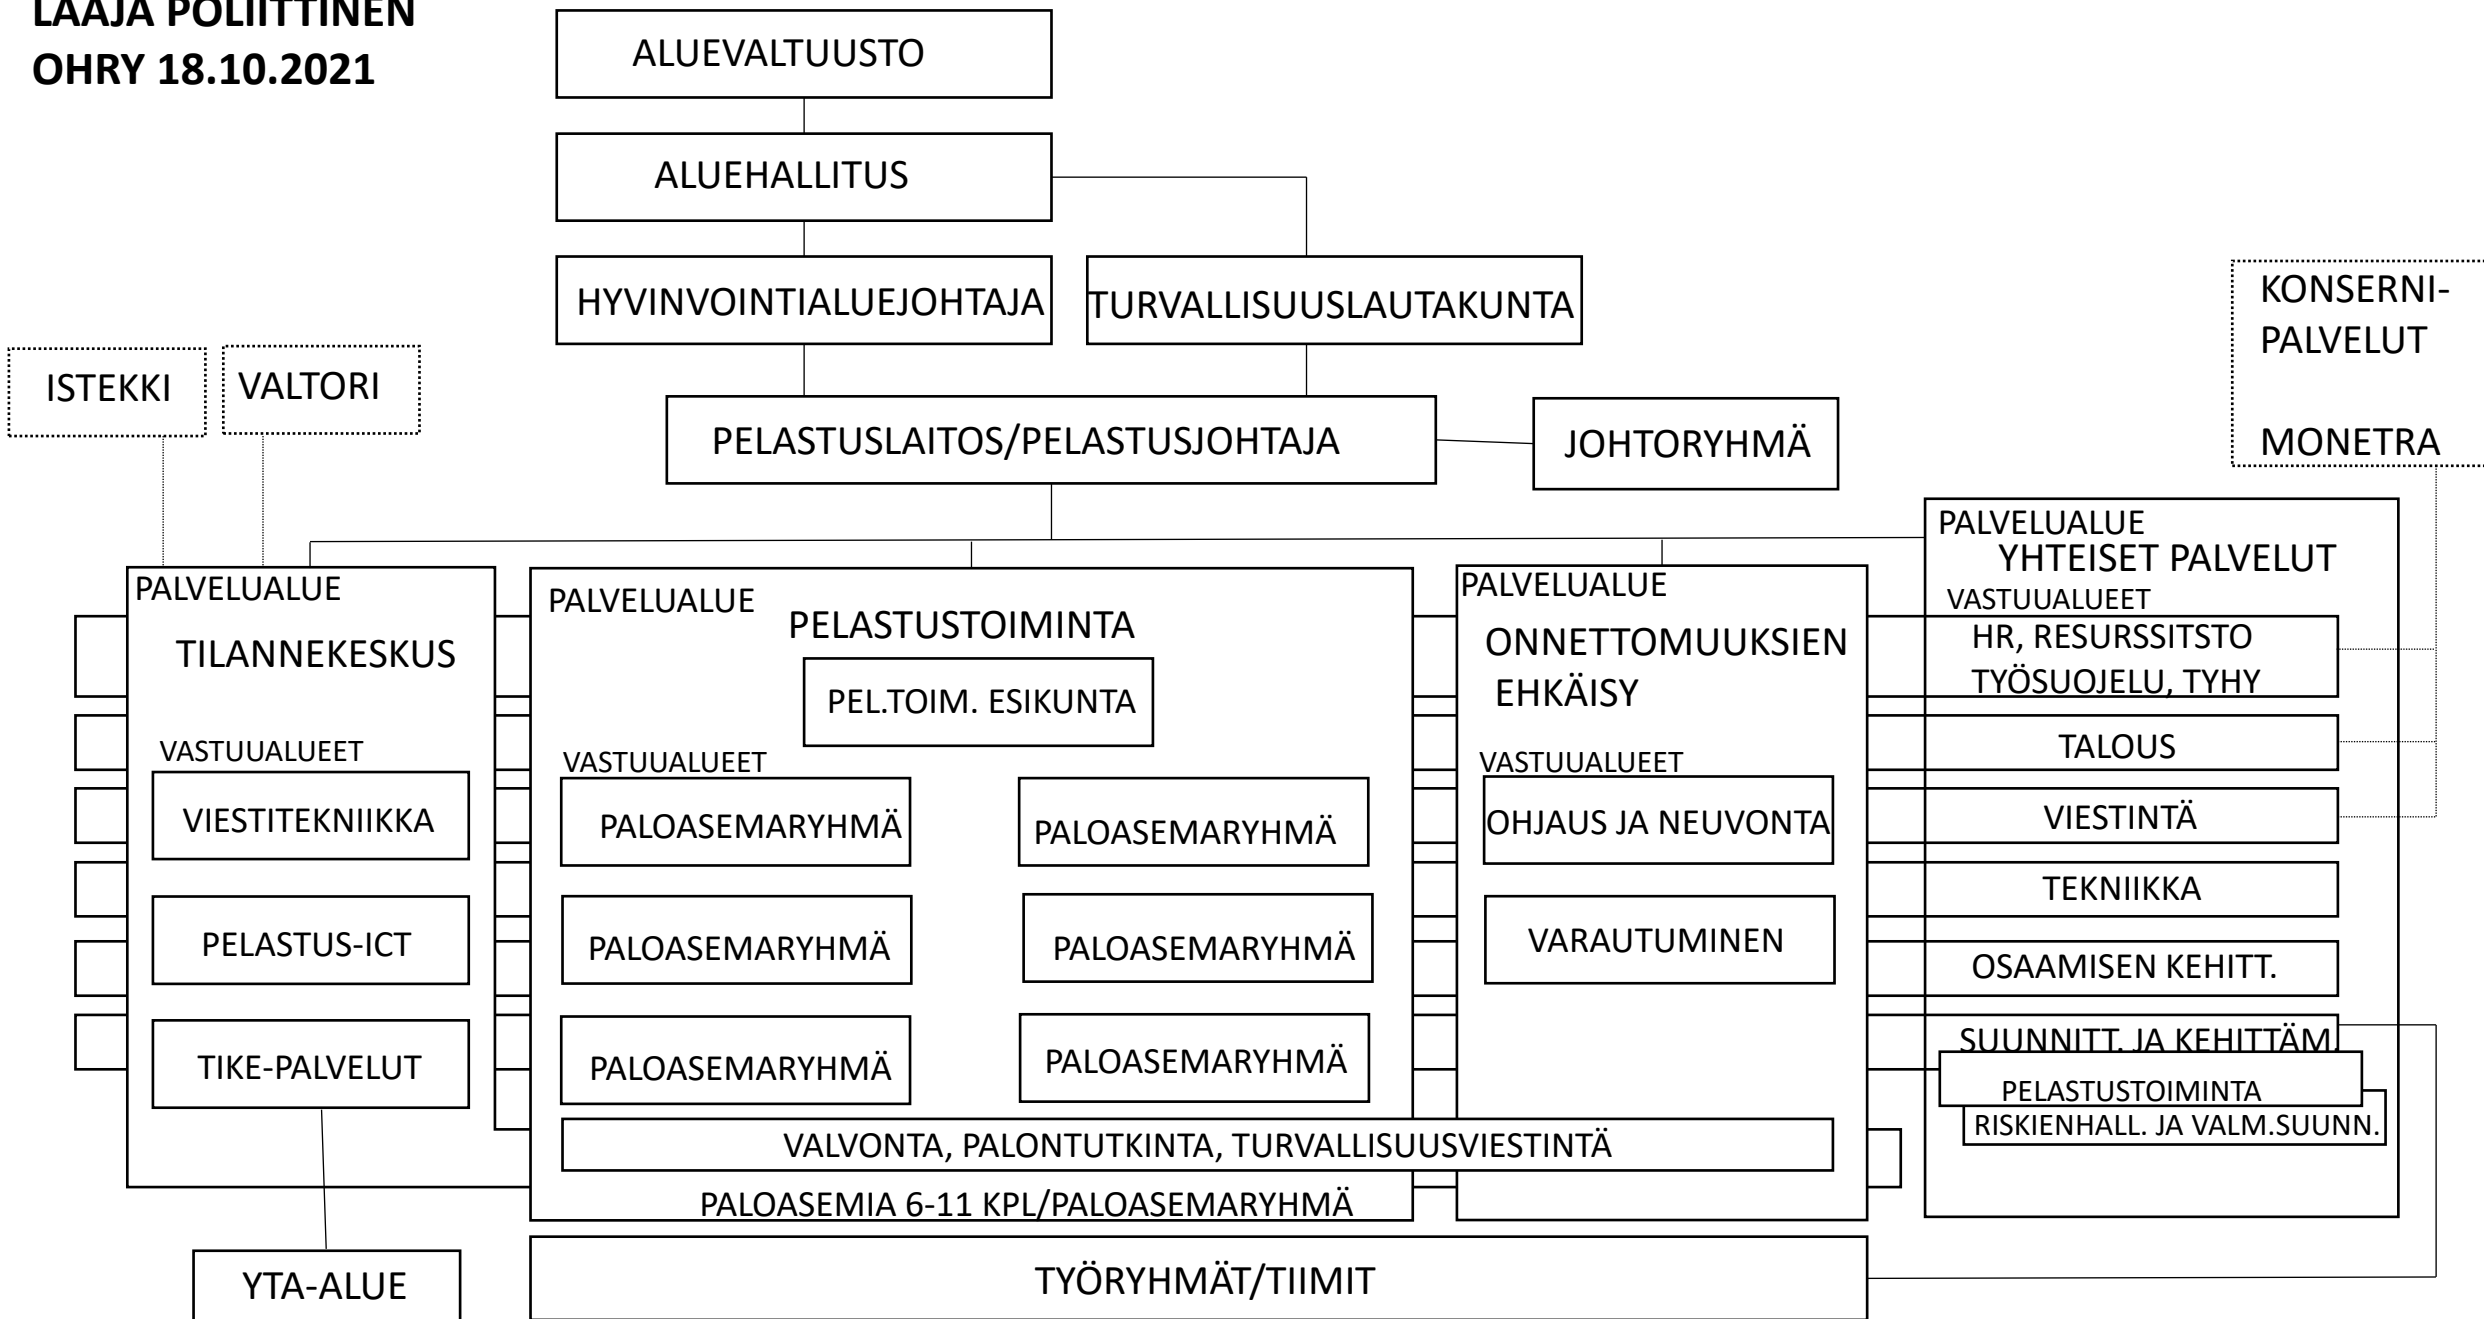 LAAJA POLIITTINEN
OHRY 18.10.2021
ALUEVALTUUSTO
ALUEHALLITUS
HYVINVOINTIALUEJOHTAJA
TURVALLISUUSLAUTAKUNTA
KONSERNI-
PALVELUT
MONETRA
ISTEKKI
VALTORI
PELASTUSLAITOS/PELASTUSJOHTAJA
JOHTORYHMÄ
PALVELUALUE
TILANNEKESKUS
VASTUUALUEET
VIESTITEKNIIKKA
PELASTUS-ICT
TIKE-PALVELUT
YTA-ALUE
PALVELUALUE
PELASTUSTOIMINTA
PEL.TOIM. ESIKUNTA
VASTUUALUEET
PALOASEMARYHMÄ
PALOASEMARYHMÄ
PALOASEMARYHMÄ
PALOASEMARYHMÄ
PALOASEMARYHMÄ
PALOASEMARYHMÄ
VALVONTA, PALONTUTKINTA, TURVALLISUUSVIESTINTÄ
PALOASEMIA 6-11 KPL/PALOASEMARYHMÄ
PALVELUALUE
ONNETTOMUUKSIEN
EHKÄISY
VASTUUALUEET
OHJAUS JA NEUVONTA
VARAUTUMINEN
PALVELUALUE
YHTEISET PALVELUT
VASTUUALUEET
HR, RESURSSITSTO
TYÖSUOJELU, TYHY
TALOUS
VIESTINTÄ
TEKNIIKKA
OSAAMISEN KEHITT.
SUUNNITT. JA KEHITTÄM.
PELASTUSTOIMINTA
RISKIENHALL. JA VALM.SUUNN.
TYÖRYHMÄT/TIIMIT